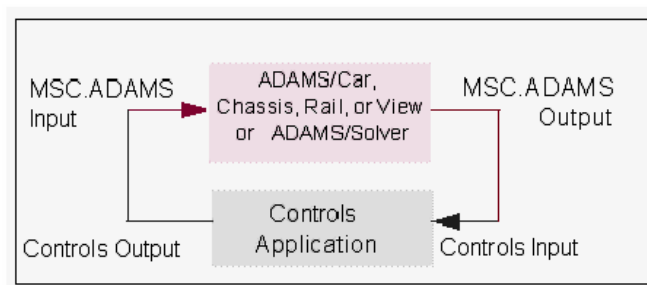 MSC.ADAMS
Input
ADAMS/Car,
Chassis, Rail, or View
or ADAMS/Solver
MSC.ADAMS
Output
Controls Output
Controls
Application
Controls Input